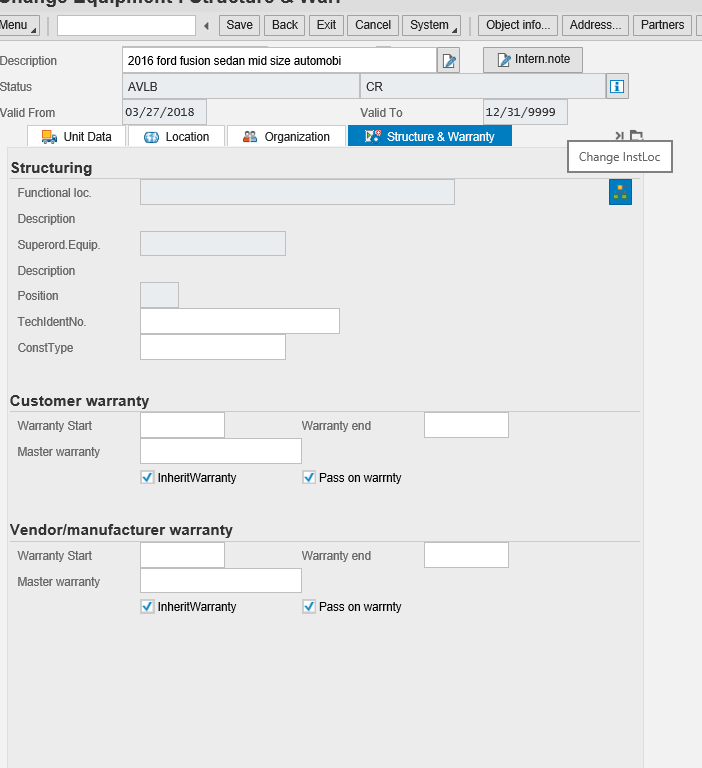 Menu Save Back Exit Cancel System Object info... Address... Partners
Description 2016 ford fusion sedan mid size automobi Intern.note
Status AVLB CR
Valid From 03/27/2018 Valid To 12/31/9999
Unit Data Location Organization Structure & Warranty
Change InstLoc
Structuring
Functional loc.
Description
Superord.Equip.
Description
Position
TechIdentNo.
ConstType
Customer warranty
Warranty Start Warranty end
Master warranty
InheritWarranty Pass on warrnty
Vendor/manufacturer warranty
Warranty Start Warranty end
Master warranty
InheritWarranty Pass on warrnty